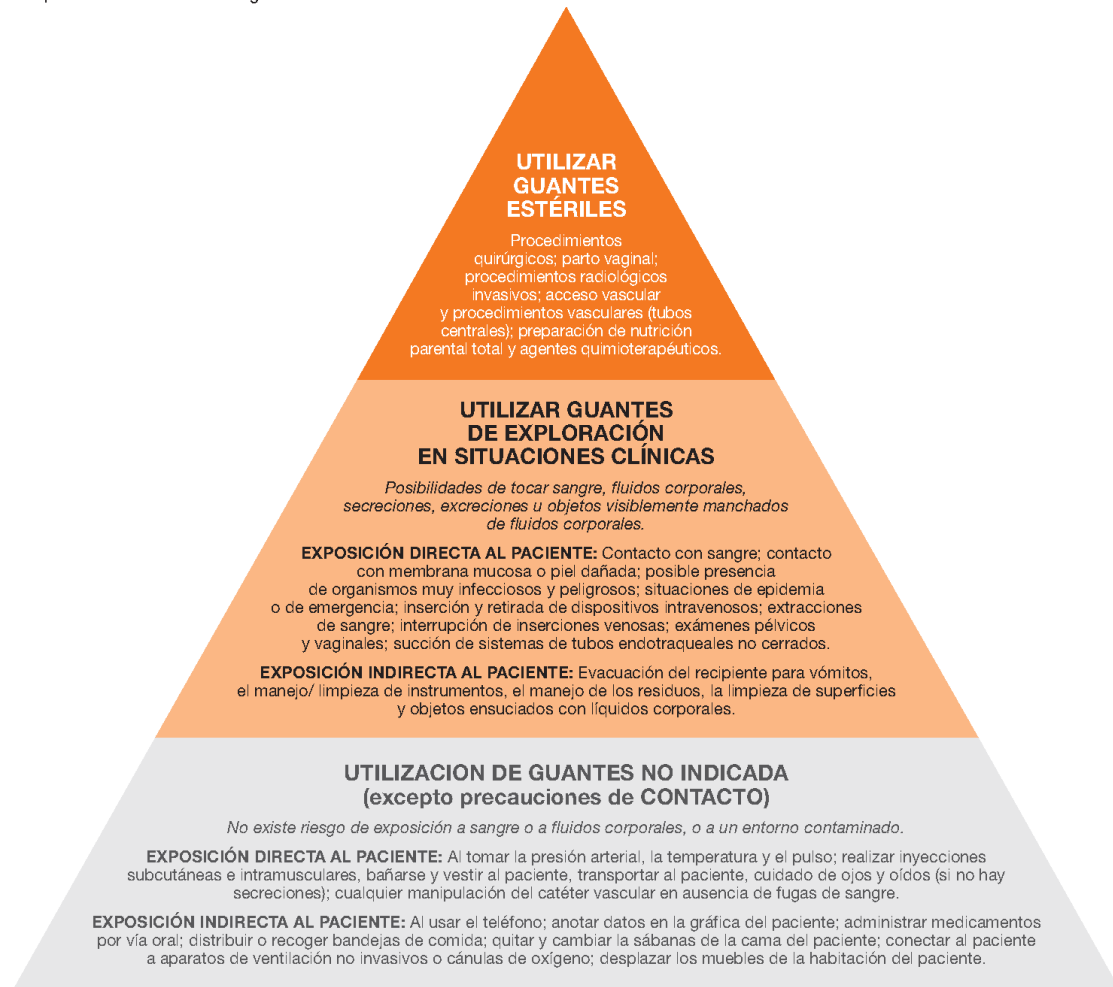 UTILIZAR
GUANTES
ESTÉRILES
Procedimientos
quirúrgicos; parto vaginal;
procedimientos radiológicos
invasivos; acceso vascular
y procedimientos vasculares (tubos
centrales); preparación de nutrición
parental total y agentes quimioterapéuticos.
UTILIZAR GUANTES
DE EXPLORACIÓN
EN SITUACIONES CLÍNICAS
Posibilidades de tocar sangre, fluidos corporales,
secreciones, excreciones u objetos visiblemente manchados
de fluidos corporales.
EXPOSICIÓN DIRECTA AL PACIENTE: Contacto con sangre; contacto
con membrana mucosa o piel dañada; posible presencia
de organismos muy infecciosos y peligrosos; situaciones de epidemia
o de emergencia; inserción y retirada de dispositivos intravenosos; extracciones
de sangre; interrupción de inserciones venosas; exámenes pélvicos
y vaginales; succión de sistemas de tubos endotraqueales no cerrados.
EXPOSICIÓN INDIRECTA AL PACIENTE: Evacuación del recipiente para vómitos,
el manejo/ limpieza de instrumentos, el manejo de los residuos, la limpieza de superficies
y objetos ensuciados con líquidos corporales.
UTILIZACION DE GUANTES NO INDICADA
(excepto precauciones de CONTACTO)
No existe riesgo de exposición a sangre o a fluidos corporales, o a un entorno contaminado.
EXPOSICIÓN DIRECTA AL PACIENTE: Al tomar la presión arterial, la temperatura y el pulso; realizar inyecciones
subcutáneas e intramusculares, bañarse y vestir al paciente, transportar al paciente, cuidado de ojos y oídos (si no hay
secreciones); cualquier manipulación del catéter vascular en ausencia de fugas de sangre.
EXPOSICIÓN INDIRECTA AL PACIENTE: Al usar el teléfono; anotar datos en la gráfica del paciente; administrar medicamentos
por vía oral; distribuir o recoger bandejas de comida; quitar y cambiar la sábanas de la cama del paciente; conectar al paciente
a aparatos de ventilación no invasivos o cánulas de oxígeno; desplazar los muebles de la habitación del paciente.